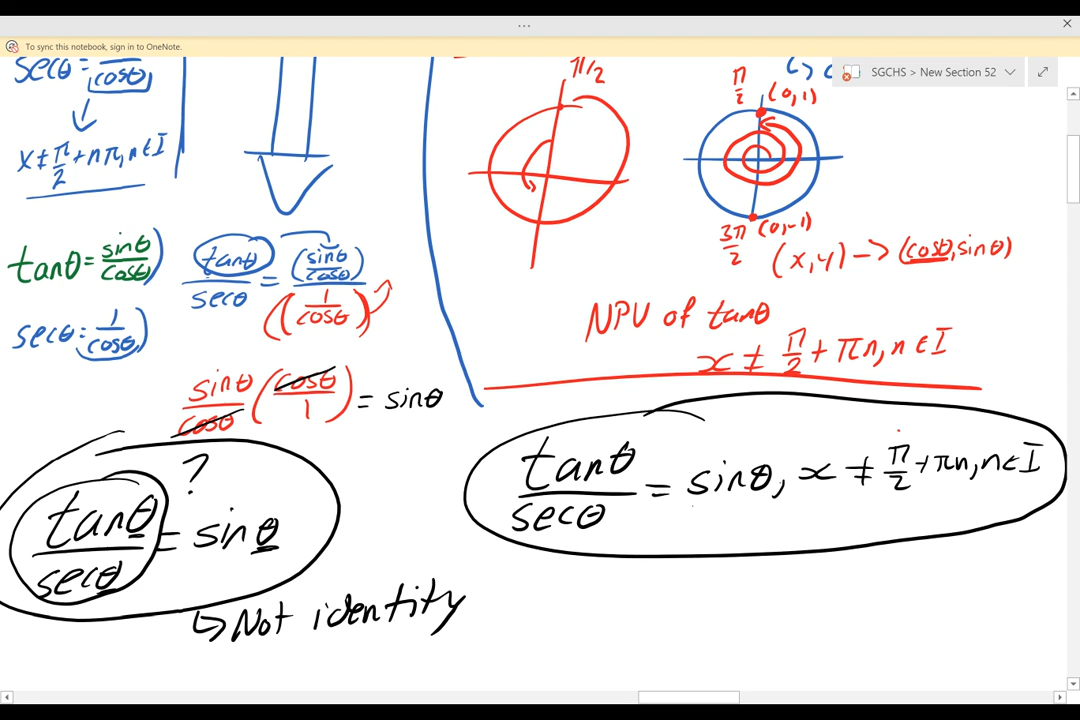 To sync this notebook, sign in to OneNote.
SGCHS > New Section 52
secθ = cosθ
x ≠ π/2 + nπ, n ∈ I
tanθ = sinθ/cosθ
secθ = 1/cosθ
tanθ/secθ = (sinθ/cosθ)/(1/cosθ)
sinθ/cosθ (cosθ/1) = sinθ
?
tanθ/secθ = sinθ
↳ Not identity
π/2
π/2 (0,1)
3π/2 (0,-1)
(x,y) -> (cosθ, sinθ)
NPV of tanθ
x ≠ π/2 + πn, n ∈ I
tanθ/secθ = sinθ, x ≠ π/2 + πn, n ∈ I